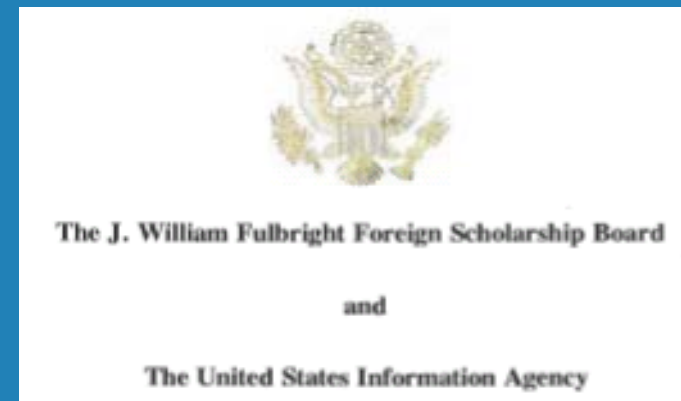 The J. William Fulbright Foreign Scholarship Board
and
The United States Information Agency